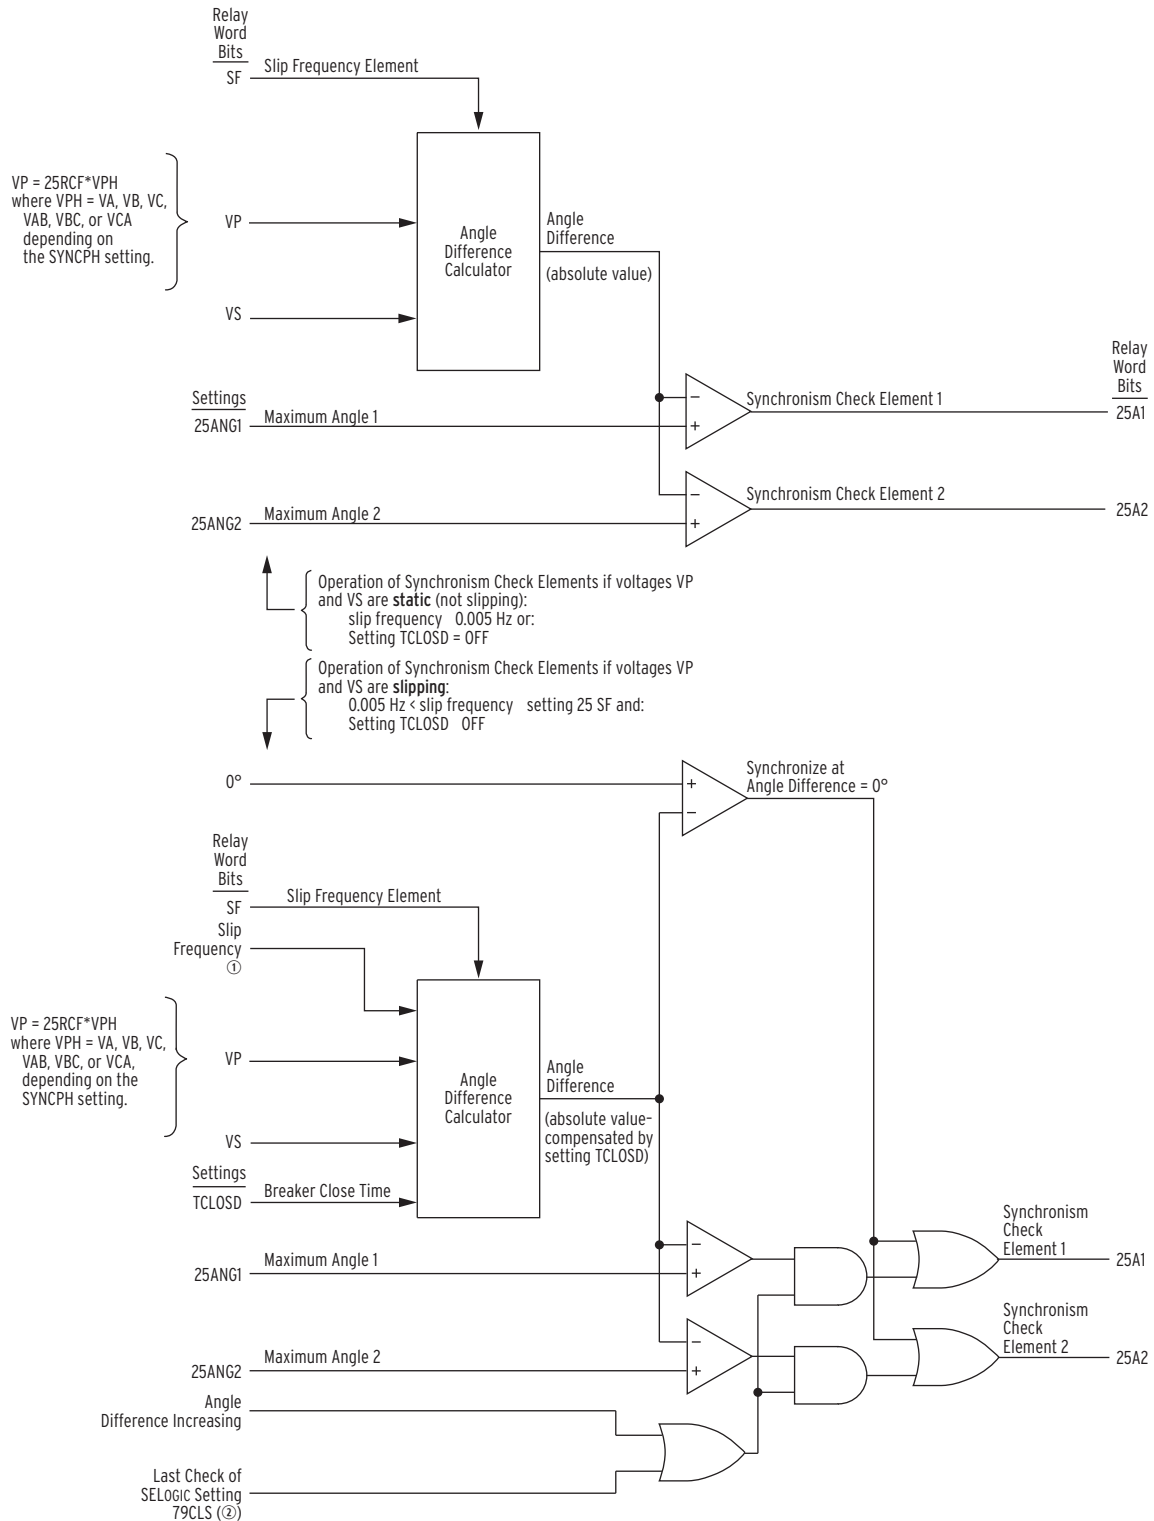 Relay
Word
Bits
SF
Slip Frequency Element
VP = 25RCF*VPH
where VPH = VA, VB, VC,
VAB, VBC, or VCA
depending on
the SYNCPH setting.
VP
VS
Angle
Difference
Calculator
Angle
Difference
(absolute value)
Settings
25ANG1
Maximum Angle 1
−
+
Synchronism Check Element 1
Relay
Word
Bits
25A1
25ANG2
Maximum Angle 2
−
+
Synchronism Check Element 2
25A2
Operation of Synchronism Check Elements if voltages VP
and VS are static (not slipping):
slip frequency 0.005 Hz or:
Setting TCLOSD = OFF
Operation of Synchronism Check Elements if voltages VP
and VS are slipping:
0.005 Hz < slip frequency setting 25 SF and:
Setting TCLOSD OFF
0°
+
−
Synchronize at
Angle Difference = 0°
Relay
Word
Bits
SF
Slip Frequency Element
Slip
Frequency
①
VP = 25RCF*VPH
where VPH = VA, VB, VC,
VAB, VBC, or VCA,
depending on the
SYNCPH setting.
VP
VS
Settings
TCLOSD
Breaker Close Time
Angle
Difference
Calculator
Angle
Difference
(absolute value-
compensated by
setting TCLOSD)
25ANG1
Maximum Angle 1
−
+
Synchronism
Check
Element 1
25A1
25ANG2
Maximum Angle 2
−
+
Synchronism
Check
Element 2
25A2
Angle
Difference Increasing
Last Check of
SELOGIC Setting
79CLS (②)